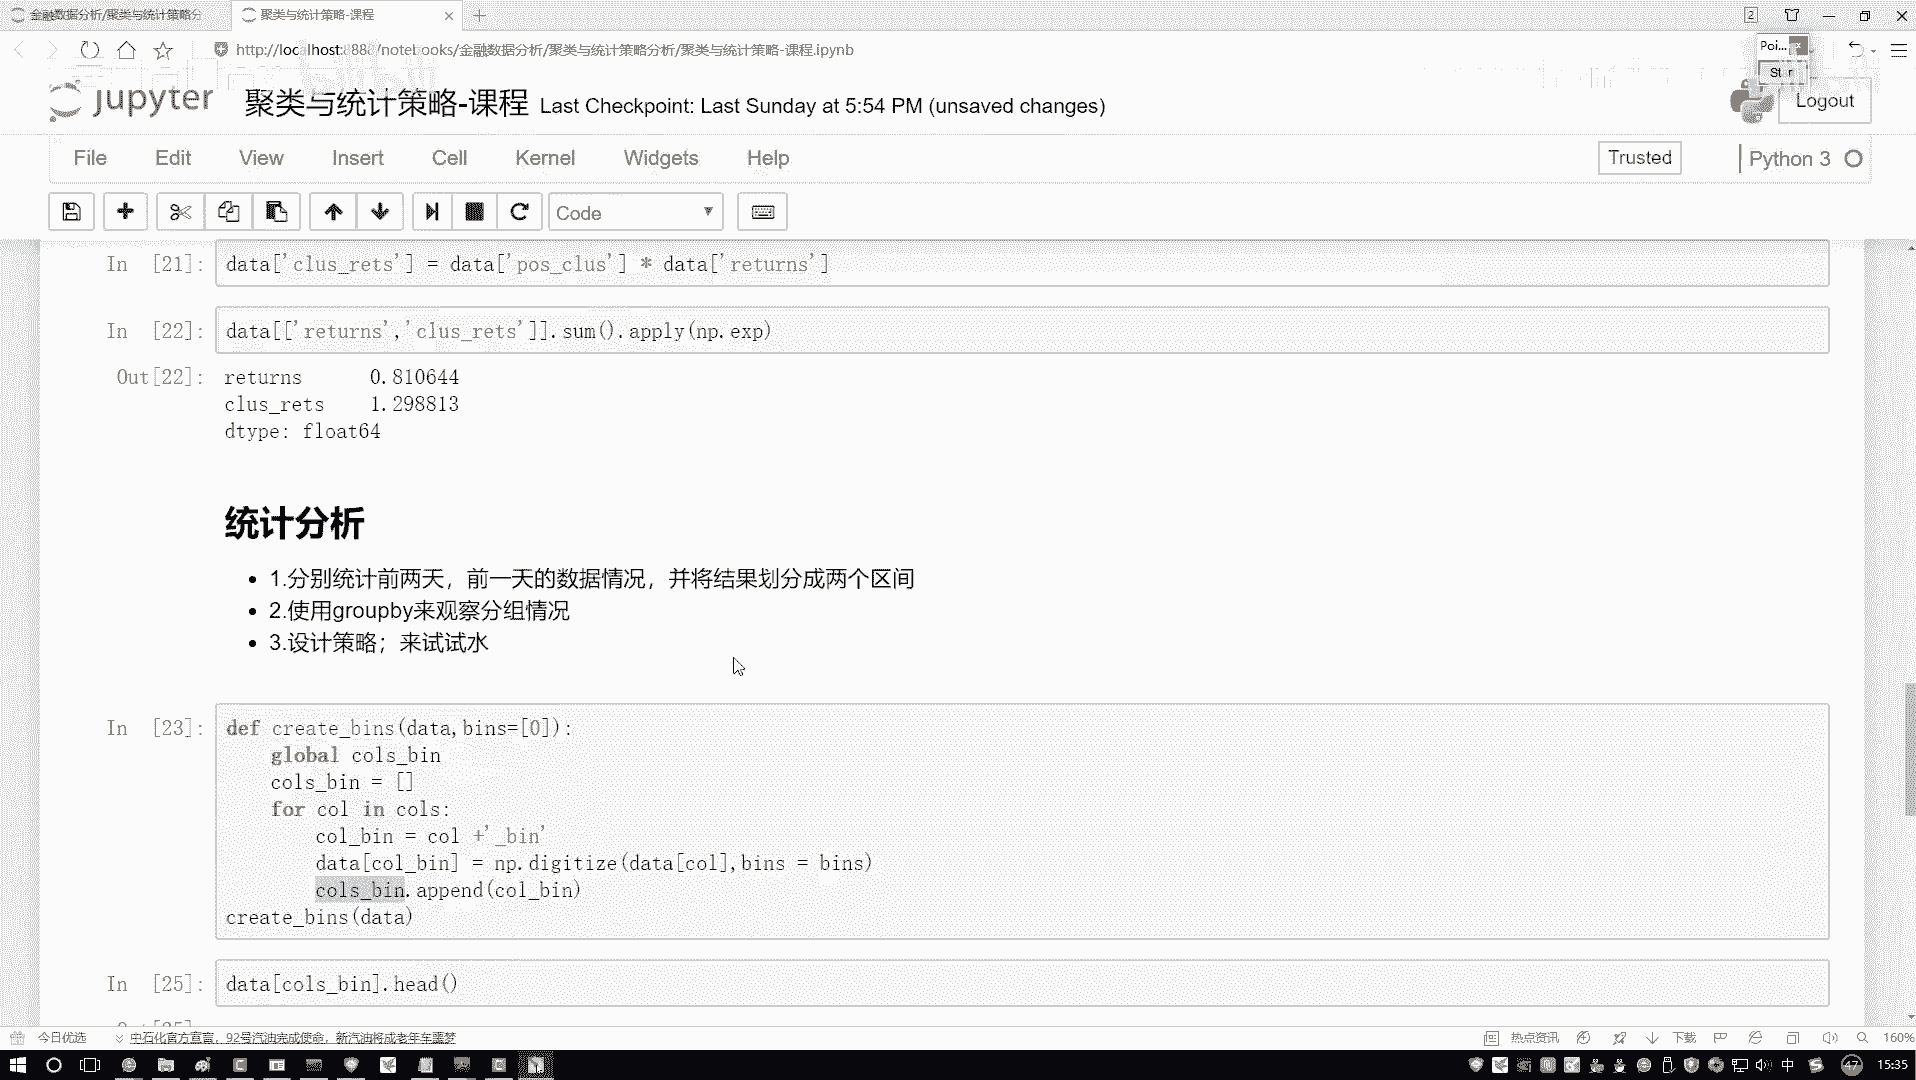 金融数据分析/聚类与统计策略分
聚类与统计策略-课程
2
http://localhost:8888/notebooks/金融数据分析/聚类与统计策略分析/聚类与统计策略-课程.ipynb
Poi...
Star
jupyter
聚类与统计策略-课程 Last Checkpoint: Last Sunday at 5:54 PM (unsaved changes)
Logout
File Edit View Insert Cell Kernel Widgets Help
Trusted
Python 3
Code
In [21]: data['clus_rets'] = data['pos_clus'] * data['returns']
In [22]: data[['returns','clus_rets']].sum().apply(np.exp)
Out[22]: returns 0.810644
clus_rets 1.298813
dtype: float64
统计分析
• 1.分别统计前两天，前一天的数据情况，并将结果划分成两个区间
• 2.使用groupby来观察分组情况
• 3.设计策略；来试试水
In [23]: def create_bins(data,bins=[0]):
global cols_bin
cols_bin = []
for col in cols:
col_bin = col +'_bin'
data[col_bin] = np.digitize(data[col],bins = bins)
cols_bin.append(col_bin)
create_bins(data)
In [25]: data[cols_bin].head()
今日优选
中石化官方宣言，92号汽油完成使命，新汽油将成老年车噩梦
热点资讯
下载
160%
中
47
15:35